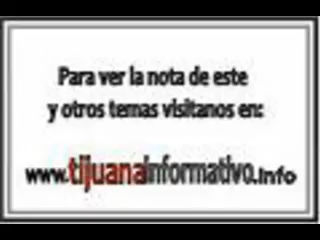 Para ver la nota de este
y otros temas visitanos en:
www.tijuanainformativo.info